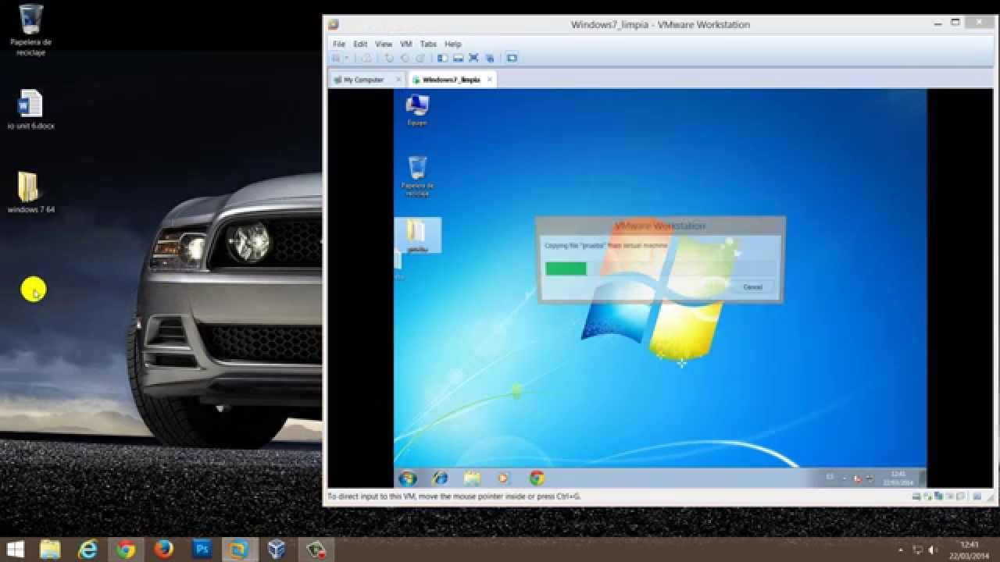 Papelera de
reciclaje
io unit 6.docx
windows 7 64
Windows7_limpia - VMware Workstation
File Edit View VM Tabs Help
My Computer
Windows7_limpia
Equipo
Papelera de
reciclaje
prueba
VMware Workstation
Copying file "prueba" from virtual machine
Cancel
ES
12:41
22/03/2014
To direct input to this VM, move the mouse pointer inside or press Ctrl+G.
Ps
12:41
22/03/2014